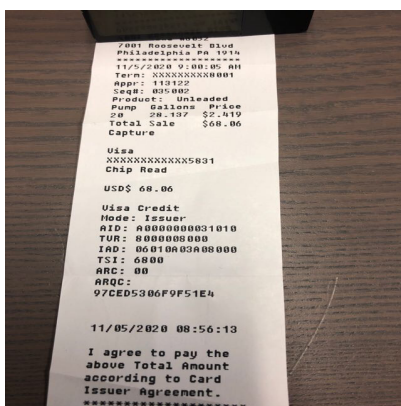 7001 Roosevelt Blvd
Philadelphia PA 1914
********************
11/5/2020 9:00:05 AM
Term: XXXXXXXXX8001
Appr: 113122
Seq#: 035002
Product: Unleaded
Pump Gallons Price
20 28.137 $2.419
Total Sale $68.06
Capture
Visa
XXXXXXXXXXXX5831
Chip Read
USD$ 68.06
Visa Credit
Mode: Issuer
AID: A0000000031010
TVR: 8000008000
IAD: 06010A03A08000
TSI: 6800
ARC: 00
ARQC:
97CED5306F9F51E4
11/05/2020 08:56:13
I agree to pay the
above Total Amount
according to Card
Issuer Agreement.
********************